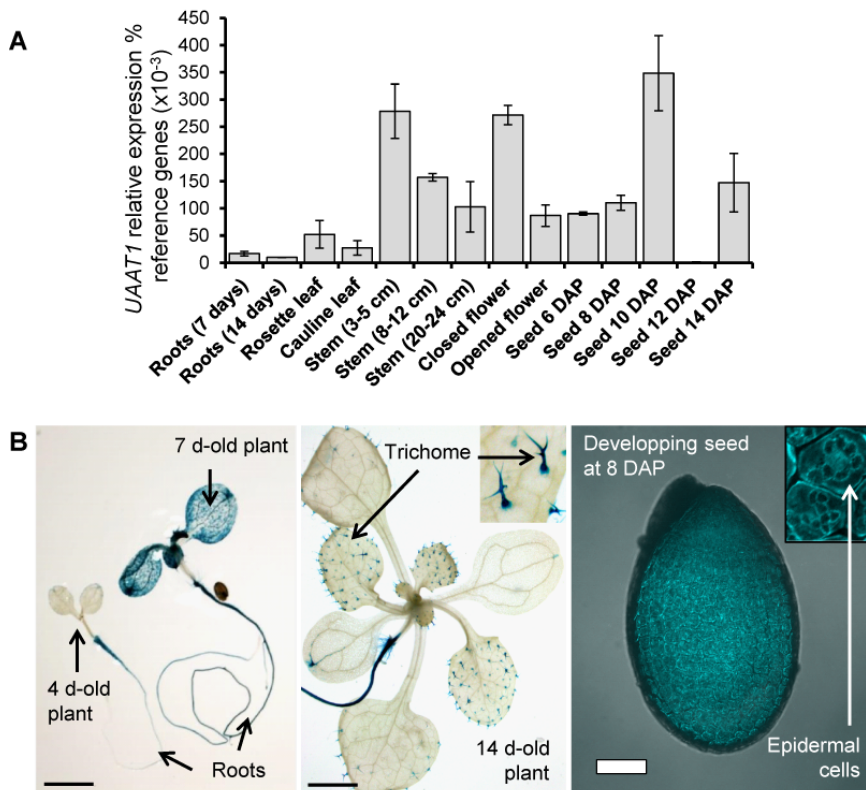 A
UAAT1 relative expression %
reference genes (x10-3)
450
400
350
300
250
200
150
100
50
0
Roots (7 days)
Roots (14 days)
Rosette leaf
Cauline leaf
Stem (3-5 cm)
Stem (8-12 cm)
Stem (20-24 cm)
Closed flower
Opened flower
Seed 6 DAP
Seed 8 DAP
Seed 10 DAP
Seed 12 DAP
Seed 14 DAP
B
7 d-old plant
4 d-old
plant
Roots
Trichome
14 d-old
plant
Developping seed
at 8 DAP
Epidermal
cells